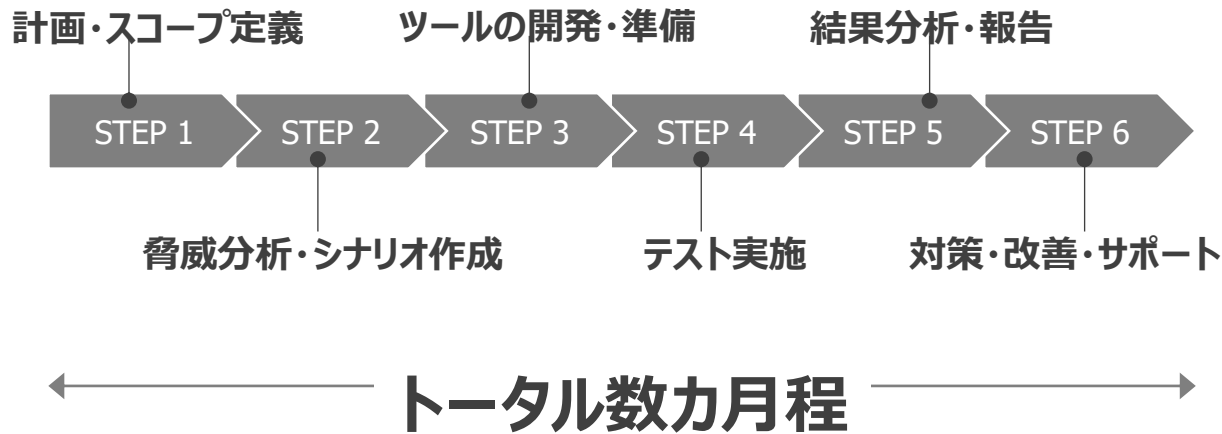 計画・スコープ定義
ツールの開発・準備
結果分析・報告
STEP 1
STEP 2
STEP 3
STEP 4
STEP 5
STEP 6
脅威分析・シナリオ作成
テスト実施
対策・改善・サポート
トータル数カ月程